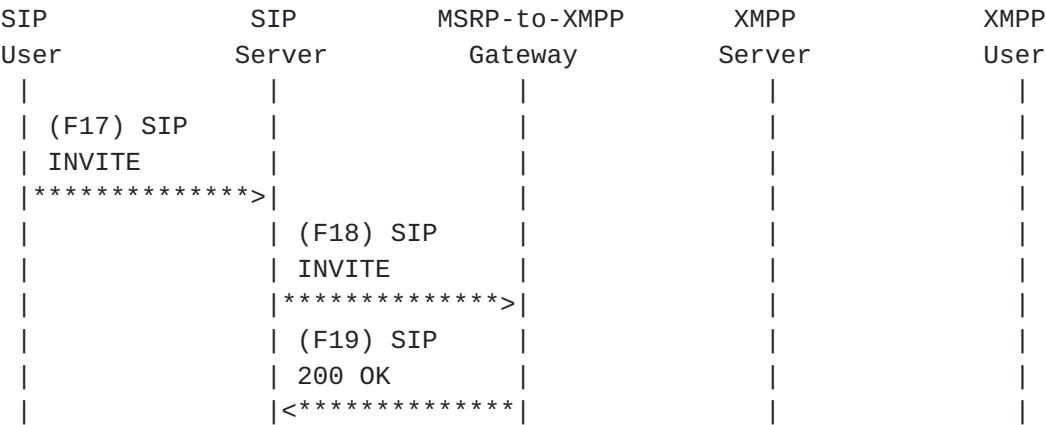 SIP             SIP           MSRP-to-XMPP       XMPP            XMPP
User           Server         Gateway         Server           User
 |               |               |               |               |
 | (F17) SIP     |               |               |               |
 | INVITE        |               |               |               |
 |**************>|               |               |               |
 |               | (F18) SIP     |               |               |
 |               | INVITE        |               |               |
 |               |**************>|               |               |
 |               | (F19) SIP     |               |               |
 |               | 200 OK        |               |               |
 |               |<**************|               |               |